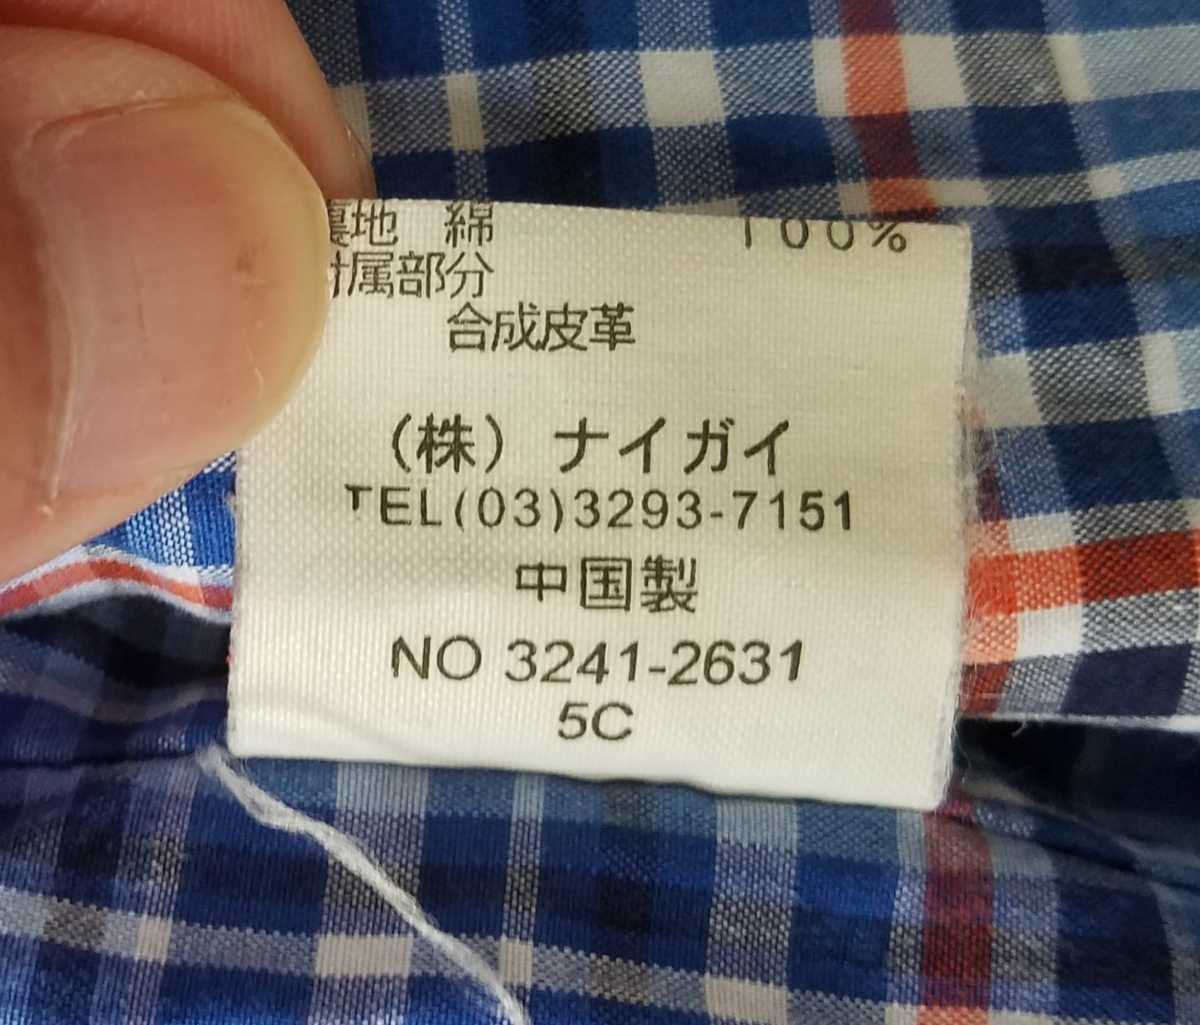 裏地 綿 100%
付属部分
合成皮革
(株) ナイガイ
TEL(03)3293-7151
中国製
NO 3241-2631
5C